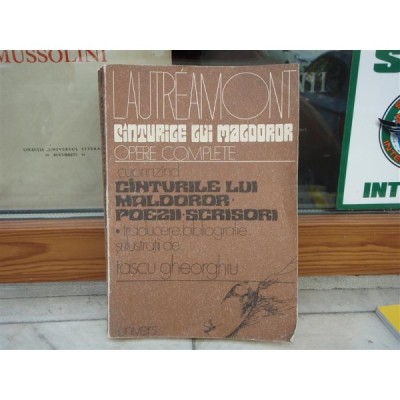 MUSSOLINI
LAUTRÉAMONT
CÎNTURILE LUI MALDOROR
OPERE COMPLETE
cuprinzînd
CÎNTURILE LUI
MALDOROR·
POEZII·SCRISORI
• traducere bibliografie
și ilustrații de
tașcu gheorghiu
univers
S
INT